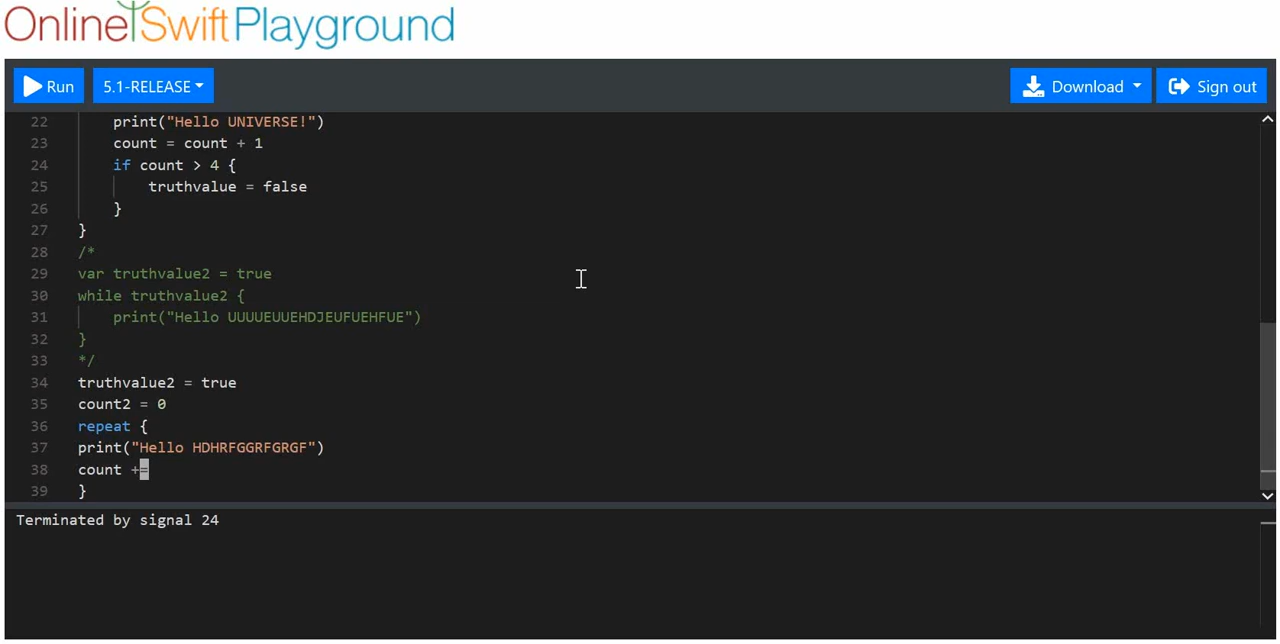 OnlineSwiftPlayground
Run 5.1-RELEASE Download Sign out
22 print("Hello UNIVERSE!")
23 count = count + 1
24 if count > 4 {
25 truthvalue = false
26 }
27 }
28 /*
29 var truthvalue2 = true
30 while truthvalue2 {
31 print("Hello UUUUEUUEHDJEUFUEHFUE")
32 }
33 */
34 truthvalue2 = true
35 count2 = 0
36 repeat {
37 print("Hello HDHRFGGRFGRGF")
38 count +=
39 }
Terminated by signal 24